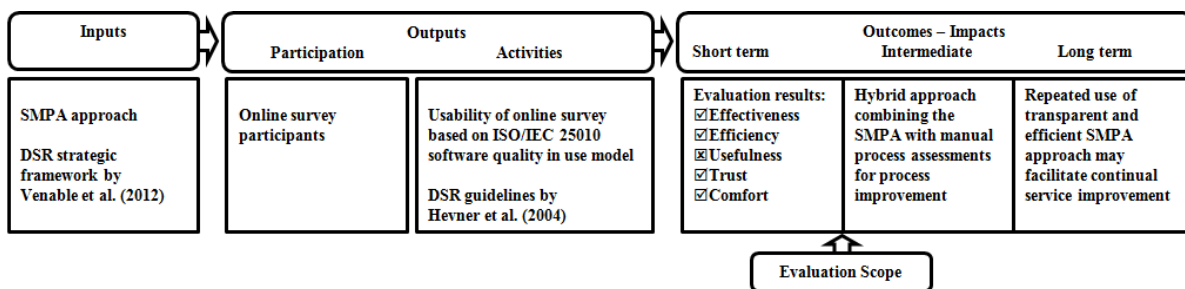 Inputs
Outputs
Participation
Activities
Outcomes – Impacts
Short term
Intermediate
Long term
SMPA approach
DSR strategic
framework by
Venable et al. (2012)
Online survey
participants
Usability of online survey
based on ISO/IEC 25010
software quality in use model
DSR guidelines by
Hevner et al. (2004)
Evaluation results:
☑Effectiveness
☑Efficiency
☒Usefulness
☑Trust
☑Comfort
Hybrid approach
combining the
SMPA with manual
process assessments
for process
improvement
Repeated use of
transparent and
efficient SMPA
approach may
facilitate continual
service improvement
Evaluation Scope